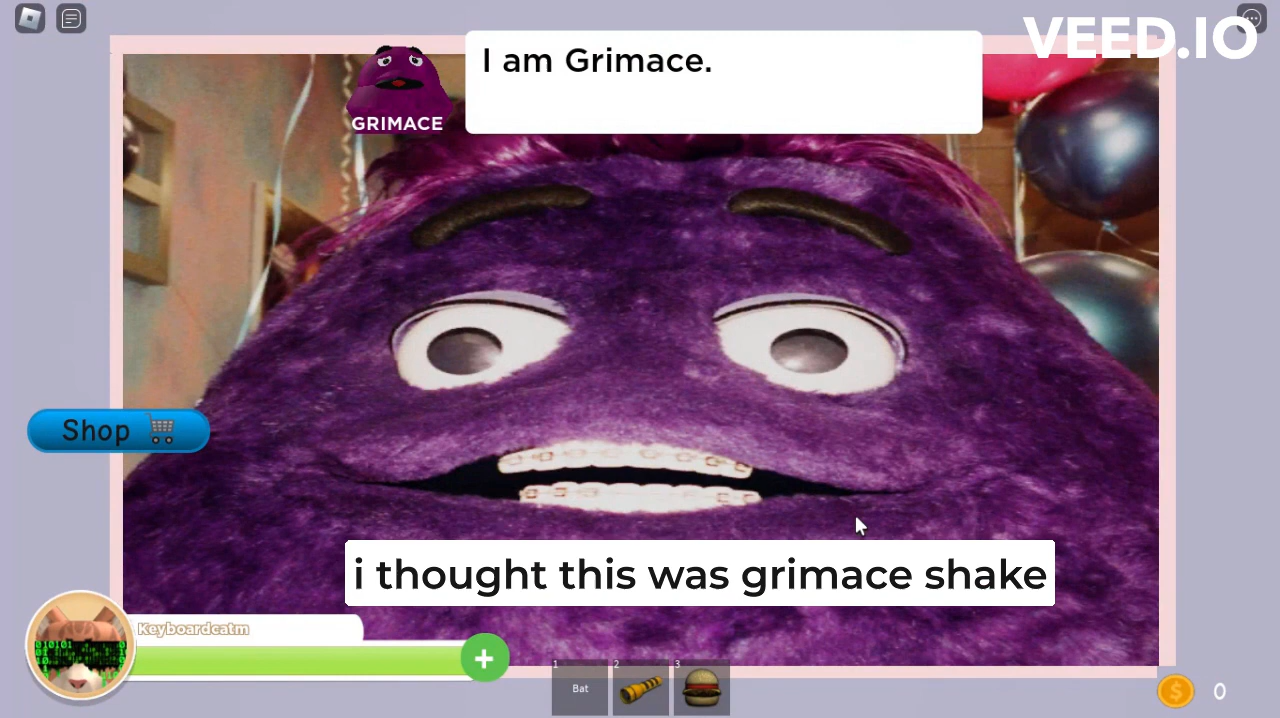 VEED.IO
I am Grimace.
GRIMACE
Shop
i thought this was grimace shake
Keyboardcatm
1
2
3
Bat
0